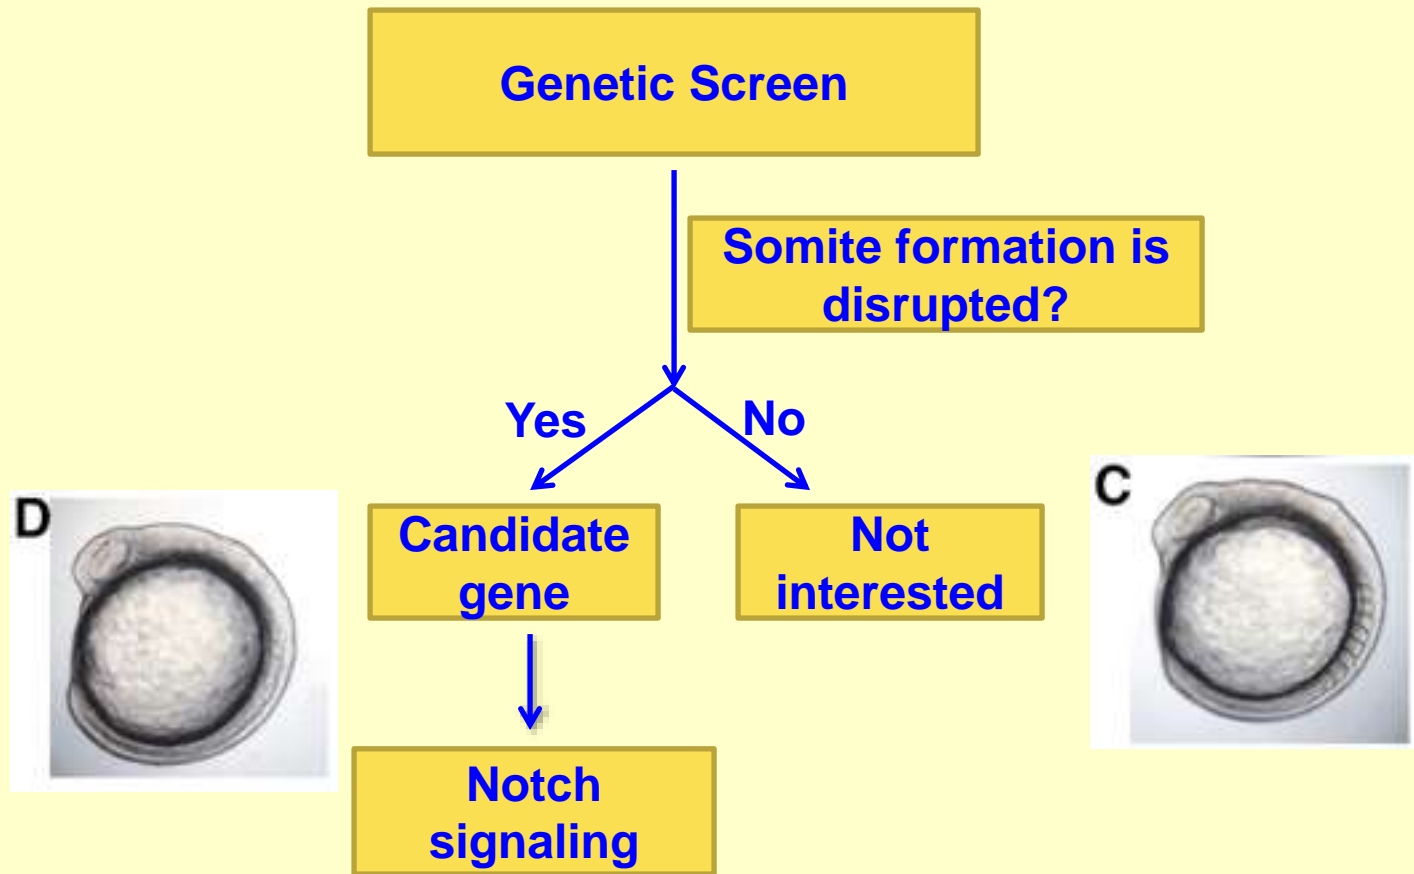 Genetic Screen
Somite formation is
disrupted?
Yes
No
D
C
Candidate
gene
Not
interested
Notch
signaling